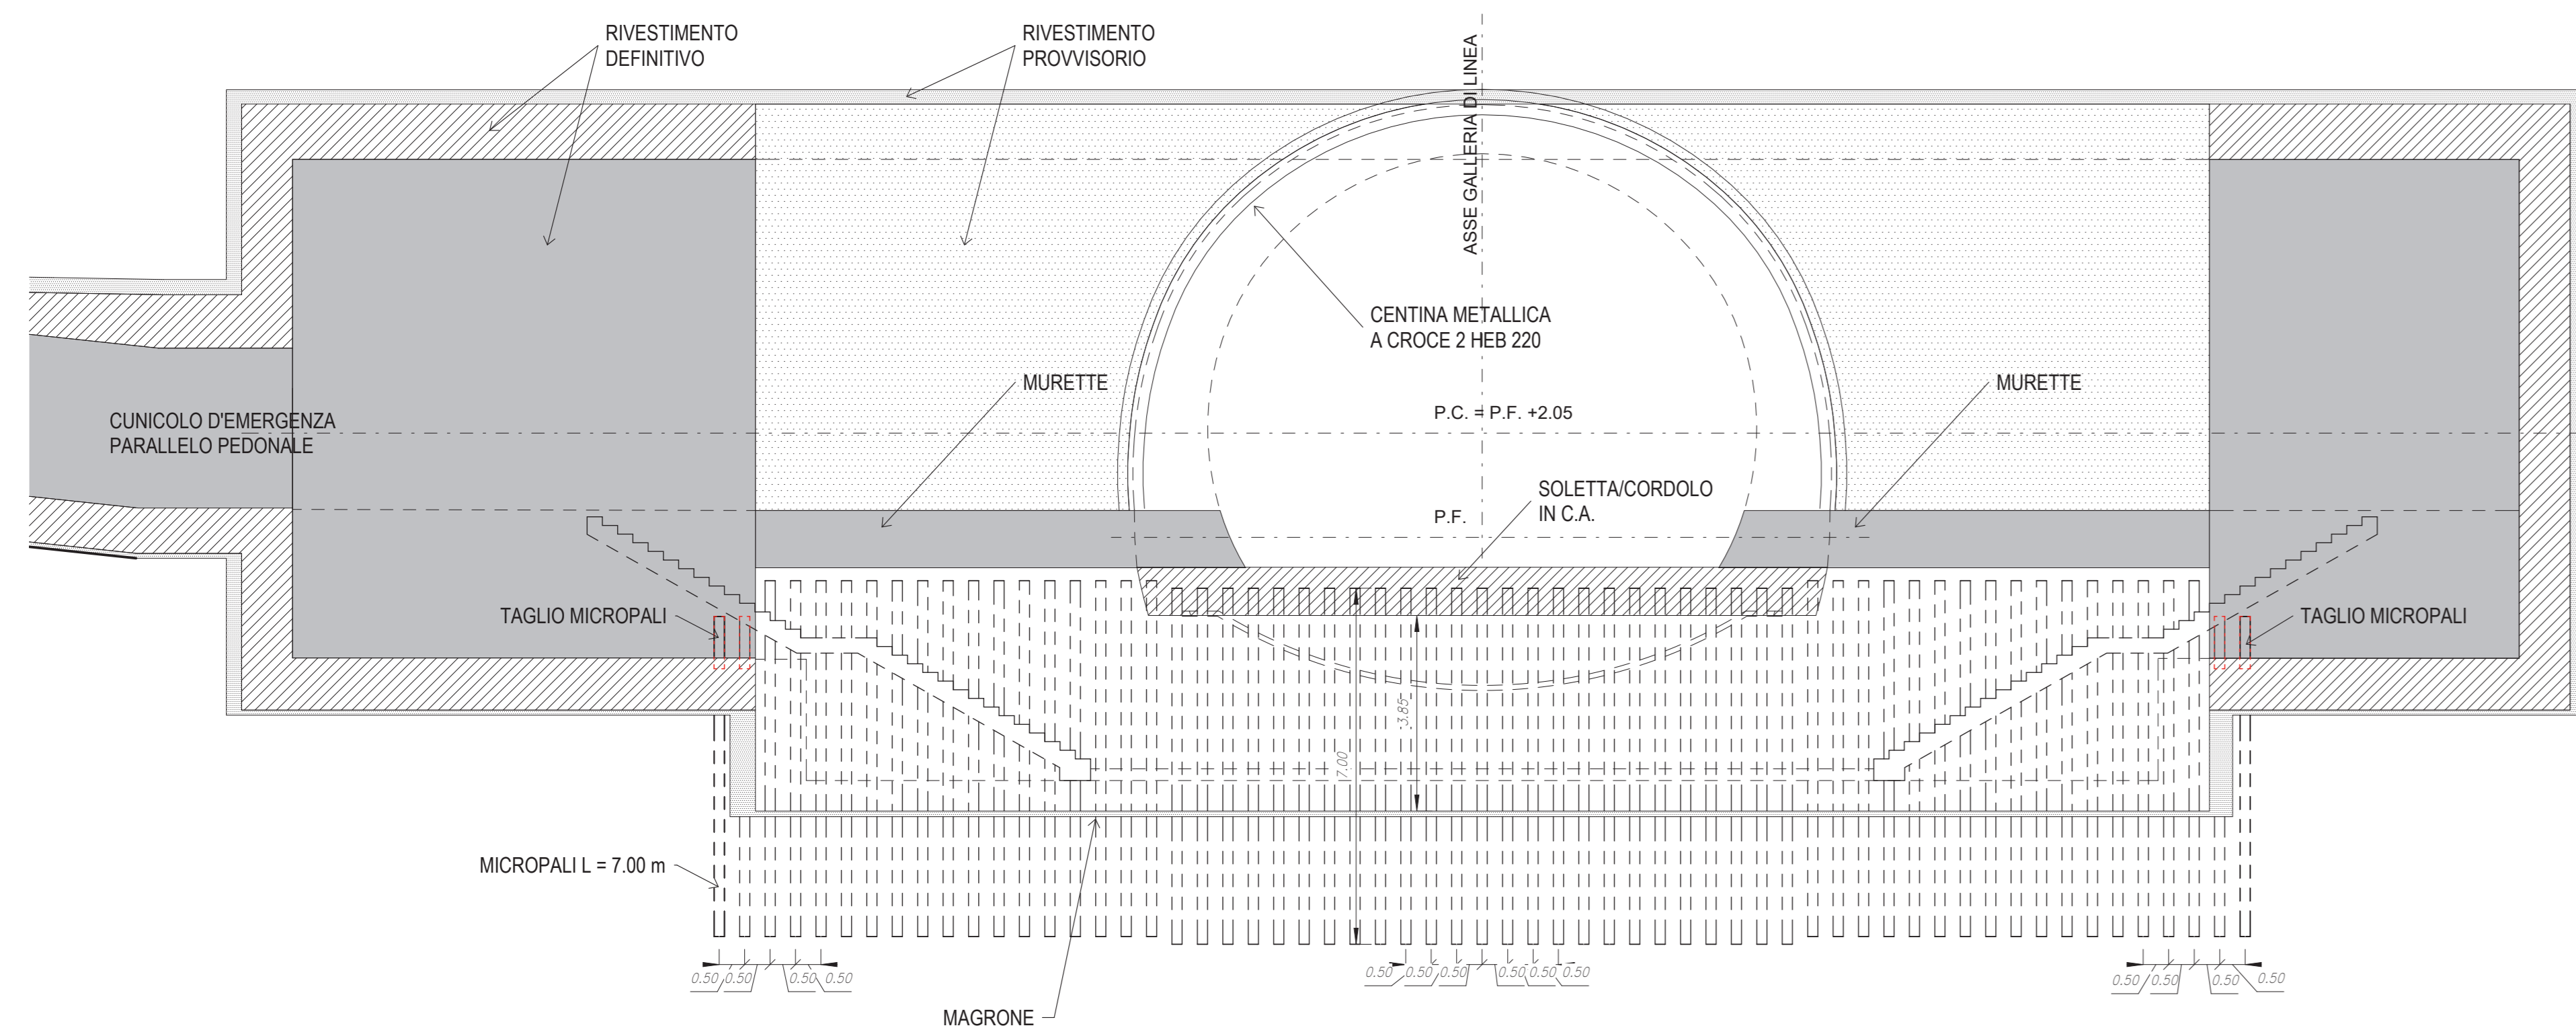 RIVESTIMENTO
DEFINITIVO
RIVESTIMENTO
PROVVISORIO
ASSE GALLERIA DI LINEA
CENTINA METALLICA
A CROCE 2 HEB 220
MURETTE
MURETTE
P.C. = P.F. +2.05
CUNICOLO D'EMERGENZA
PARALLELO PEDONALE
SOLETTA/CORDOLO
IN C.A.
P.F.
TAGLIO MICROPALI
TAGLIO MICROPALI
3.85
7.00
MICROPALI L = 7.00 m
0.50 0.50 0.50 0.50
0.50 0.50 0.50 0.50 0.50 0.50
0.50 0.50 0.50 0.50
MAGRONE